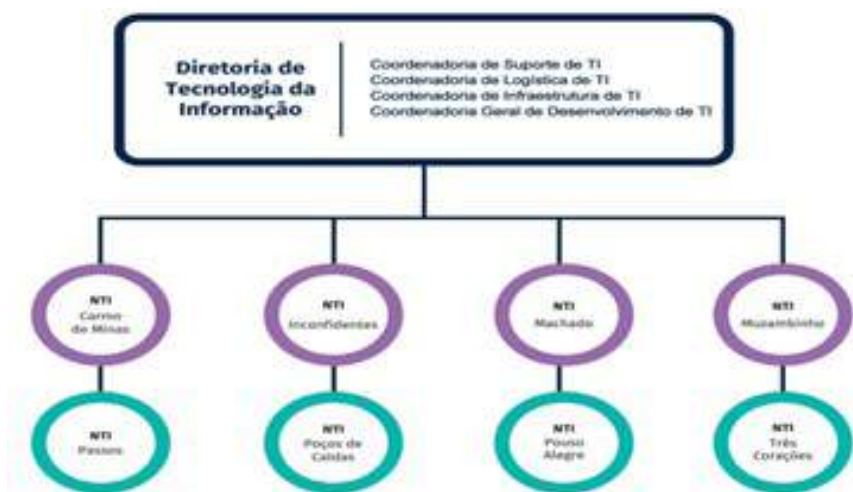 Diretoria de
Tecnologia da
Informação
Coordenadoria de Suporte de TI
Coordenadoria de Logística de TI
Coordenadoria de Infraestrutura de TI
Coordenadoria Geral de Desenvolvimento de TI
NTI
Carmo
de Minas
NTI
Inconfidentes
NTI
Machado
NTI
Muzambinho
NTI
Passos
NTI
Poços de
Caldas
NTI
Pouso
Alegre
NTI
Três
Corações